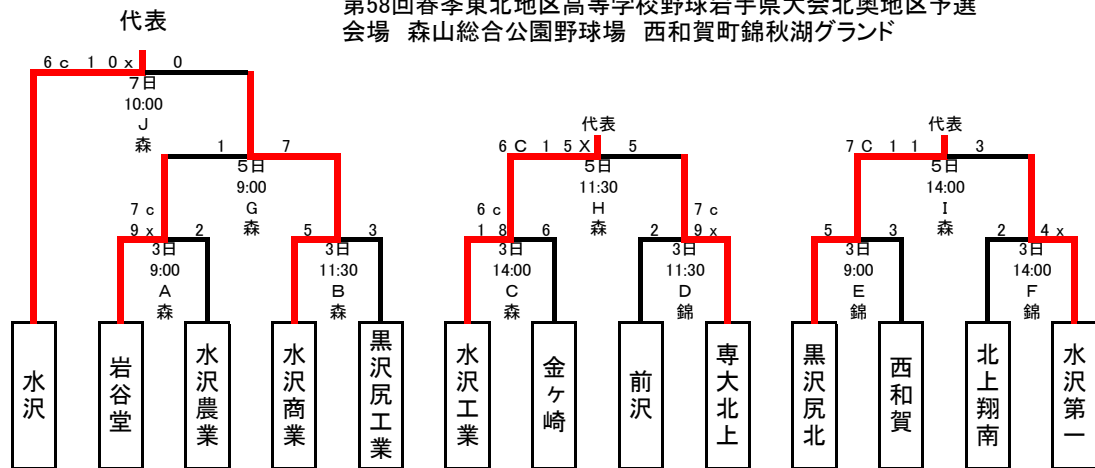 第58回春季東北地区高等学校野球岩手県大会北奥地区予選
会場 森山総合公園野球場 西和賀町錦秋湖グランド
代表
6c 10x 0
7日
10:00
J
森
代表
代表
1 7
5日
9:00
G
森
6C 15X 5
5日
11:30
H
森
7C 11 3
5日
14:00
I
森
7c
9x 2
3日
9:00
A
森
5 3
3日
11:30
B
森
6c
18 6
3日
14:00
C
森
7c
2 9x
3日
11:30
D
錦
5 3
3日
9:00
E
錦
2 4x
3日
14:00
F
錦
水沢
岩谷堂
水沢農業
水沢商業
黒沢尻工業
水沢工業
金ヶ崎
前沢
専大北上
黒沢尻北
西和賀
北上翔南
水沢第一